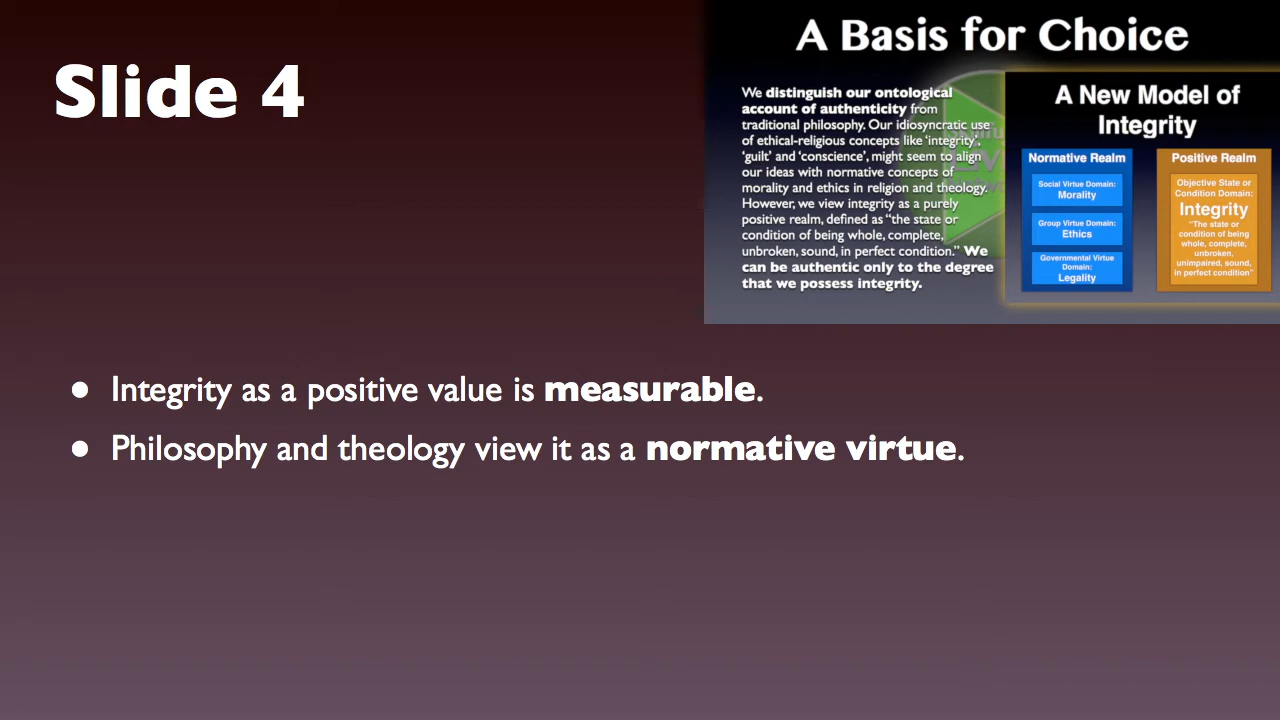 Slide 4
A Basis for Choice
We distinguish our ontological
account of authenticity from
traditional philosophy. Our idiosyncratic use
of ethical-religious concepts like ‘integrity’,
‘guilt’ and ‘conscience’, might seem to align
our ideas with normative concepts of
morality and ethics in religion and theology.
However, we view integrity as a purely
positive realm, defined as “the state or
condition of being whole, complete,
unbroken, sound, in perfect condition.” We
can be authentic only to the degree
that we possess integrity.
A New Model of
Integrity
Normative Realm
Social Virtue Domain:
Morality
Group Virtue Domain:
Ethics
Governmental Virtue
Domain:
Legality
Positive Realm
Objective State or
Condition Domain:
Integrity
“The state or
condition of being
whole, complete,
unbroken,
unimpaired, sound,
in perfect condition”
• Integrity as a positive value is measurable.
• Philosophy and theology view it as a normative virtue.